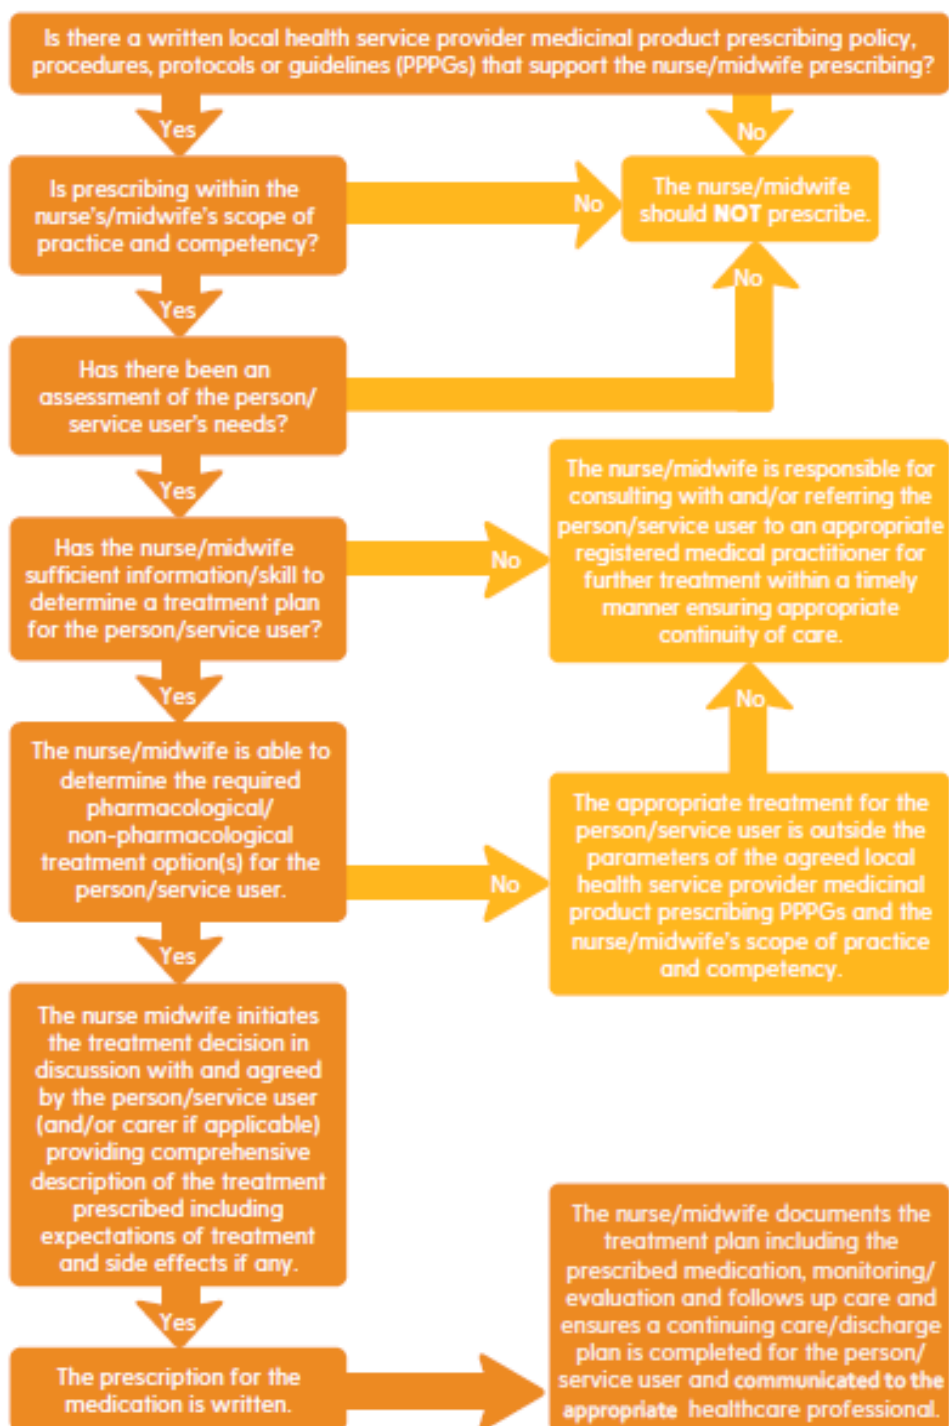 Is there a written local health service provider medicinal product prescribing policy,
procedures, protocols or guidelines (PPPGs) that support the nurse/midwife prescribing?
Yes
No
Is prescribing within the
nurse's/midwife's scope of
practice and competency?
No
The nurse/midwife
should NOT prescribe.
Yes
No
Has there been an
assessment of the person/
service user's needs?
Yes
Has the nurse/midwife
sufficient information/skill to
determine a treatment plan
for the person/service user?
No
The nurse/midwife is responsible for
consulting with and/or referring the
person/service user to an appropriate
registered medical practitioner for
further treatment within a timely
manner ensuring appropriate
continuity of care.
Yes
No
The nurse/midwife is able to
determine the required
pharmacological/
non-pharmacological
treatment option(s) for the
person/service user.
No
The appropriate treatment for the
person/service user is outside the
parameters of the agreed local
health service provider medicinal
product prescribing PPPGs and the
nurse/midwife's scope of practice
and competency.
Yes
The nurse midwife initiates
the treatment decision in
discussion with and agreed
by the person/service user
(and/or carer if applicable)
providing comprehensive
description of the treatment
prescribed including
expectations of treatment
and side effects if any.
Yes
The prescription for the
medication is written.
The nurse/midwife documents the
treatment plan including the
prescribed medication, monitoring/
evaluation and follows up care and
ensures a continuing care/discharge
plan is completed for the person/
service user and communicated to the
appropriate healthcare professional.